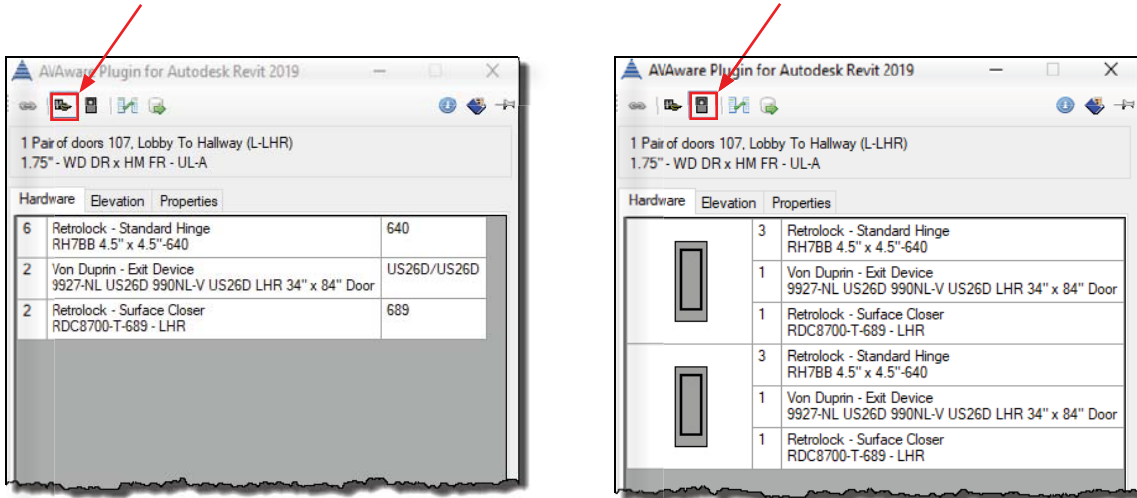 AVAware Plugin for Autodesk Revit 2019
1 Pair of doors 107, Lobby To Hallway (L-LHR)
1.75" - WD DR x HM FR - UL-A
Hardware Elevation Properties
6 Retrolock - Standard Hinge 640
RH7BB 4.5" x 4.5"-640
2 Von Duprin - Exit Device US26D/US26D
9927-NL US26D 990NL-V US26D LHR 34" x 84" Door
2 Retrolock - Surface Closer 689
RDC8700-T-689 - LHR
AVAware Plugin for Autodesk Revit 2019
1 Pair of doors 107, Lobby To Hallway (L-LHR)
1.75" - WD DR x HM FR - UL-A
Hardware Elevation Properties
3 Retrolock - Standard Hinge
RH7BB 4.5" x 4.5"-640
1 Von Duprin - Exit Device
9927-NL US26D 990NL-V US26D LHR 34" x 84" Door
1 Retrolock - Surface Closer
RDC8700-T-689 - LHR
3 Retrolock - Standard Hinge
RH7BB 4.5" x 4.5"-640
1 Von Duprin - Exit Device
9927-NL US26D 990NL-V US26D LHR 34" x 84" Door
1 Retrolock - Surface Closer
RDC8700-T-689 - LHR